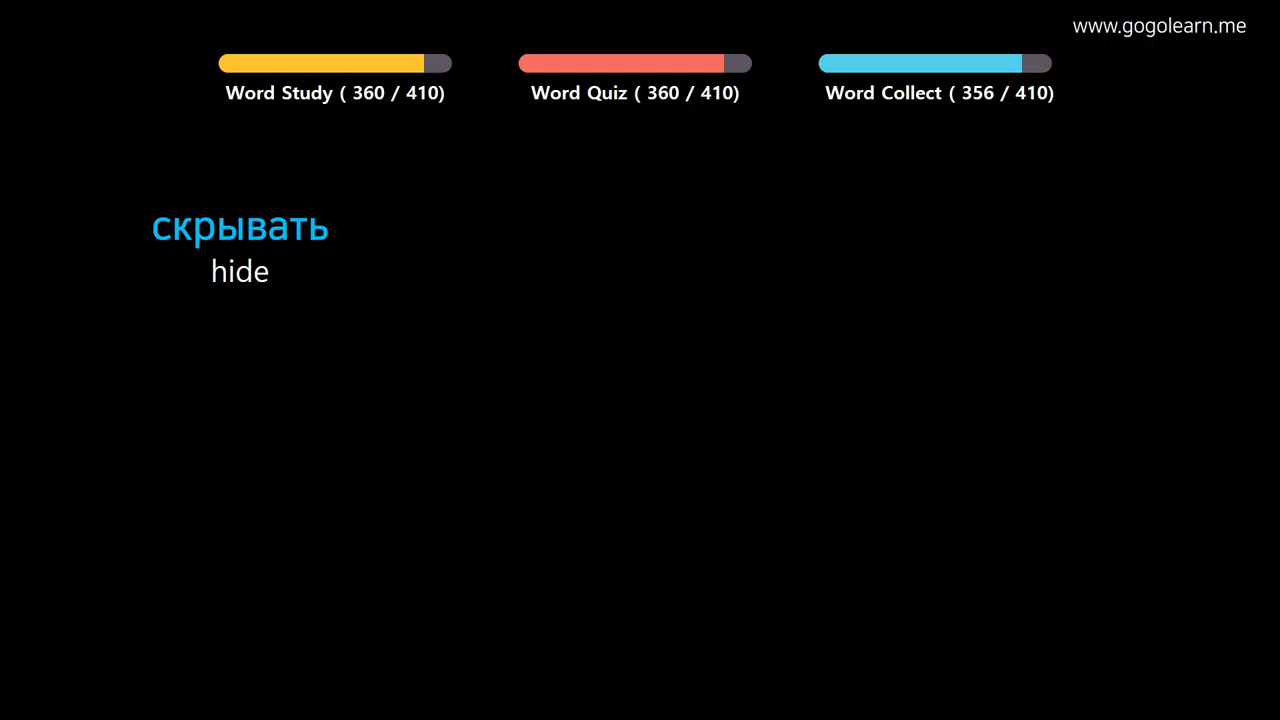 www.gogolearn.me
Word Study ( 360 / 410)
Word Quiz ( 360 / 410)
Word Collect ( 356 / 410)
скрывать
hide